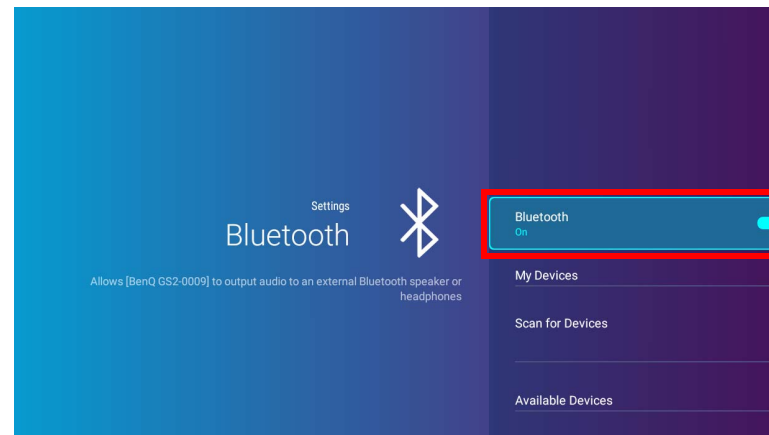 Settings
Bluetooth
Allows [BenQ GS2-0009] to output audio to an external Bluetooth speaker or
headphones
Bluetooth
On
My Devices
Scan for Devices
Available Devices